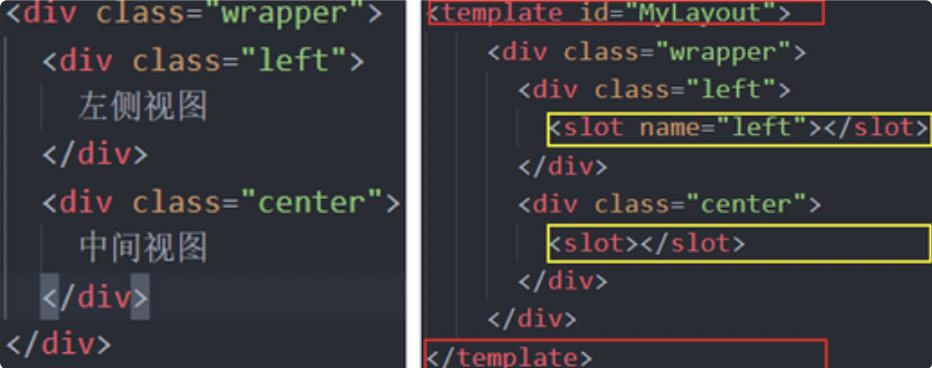 <div class="wrapper">
<div class="left">
左侧视图
</div>
<div class="center">
中间视图
</div>
</div>
<template id="MyLayout">
<div class="wrapper">
<div class="left">
<slot name="left"></slot>
</div>
<div class="center">
<slot></slot>
</div>
</div>
</template>